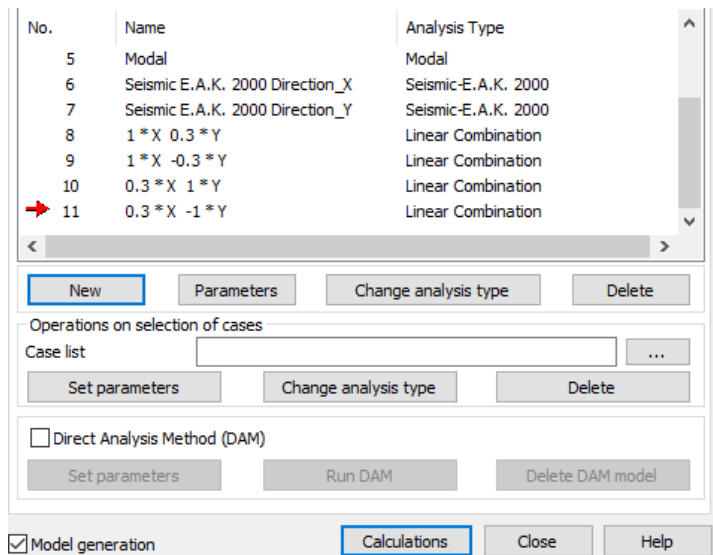 No. Name Analysis Type
5 Modal Modal
6 Seismic E.A.K. 2000 Direction_X Seismic-E.A.K. 2000
7 Seismic E.A.K. 2000 Direction_Y Seismic-E.A.K. 2000
8 1 * X 0.3 * Y Linear Combination
9 1 * X -0.3 * Y Linear Combination
10 0.3 * X 1 * Y Linear Combination
11 0.3 * X -1 * Y Linear Combination
New Parameters Change analysis type Delete
Operations on selection of cases
Case list ...
Set parameters Change analysis type Delete
Direct Analysis Method (DAM)
Set parameters Run DAM Delete DAM model
Model generation Calculations Close Help